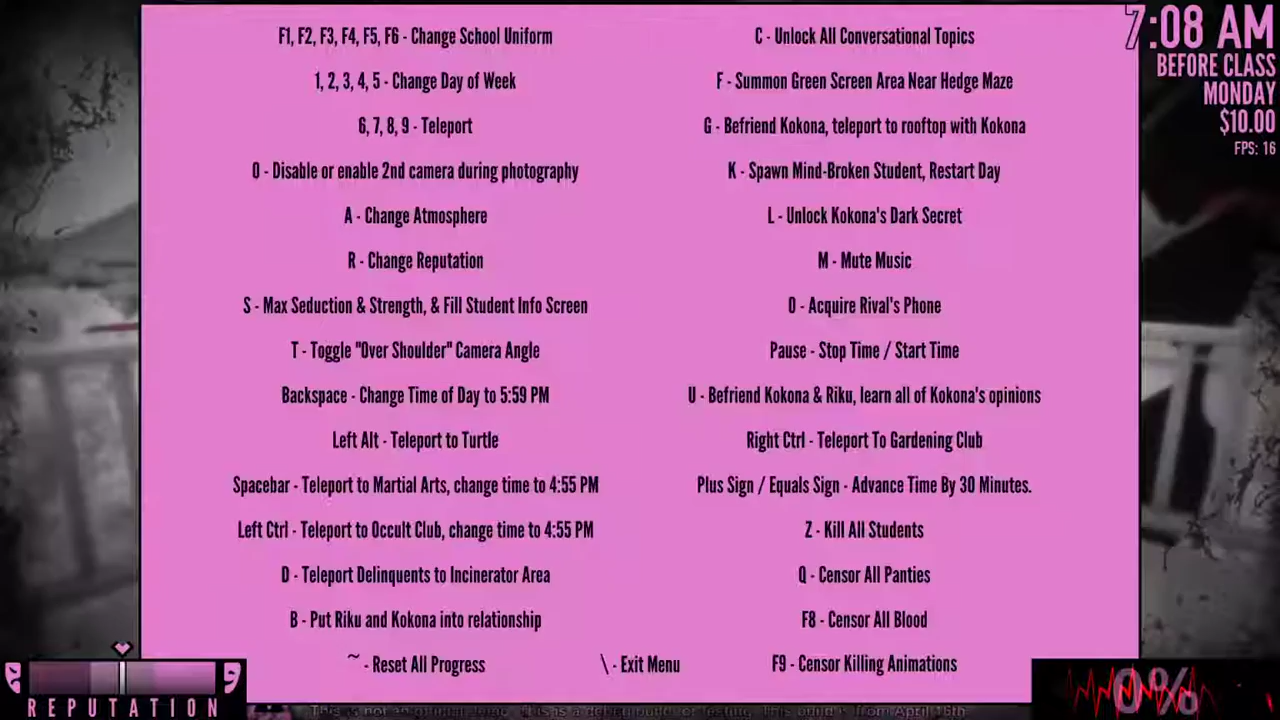 F1, F2, F3, F4, F5, F6 - Change School Uniform
1, 2, 3, 4, 5 - Change Day of Week
6, 7, 8, 9 - Teleport
0 - Disable or enable 2nd camera during photography
A - Change Atmosphere
R - Change Reputation
S - Max Seduction & Strength, & Fill Student Info Screen
T - Toggle "Over Shoulder" Camera Angle
Backspace - Change Time of Day to 5:59 PM
Left Alt - Teleport to Turtle
Spacebar - Teleport to Martial Arts, change time to 4:55 PM
Left Ctrl - Teleport to Occult Club, change time to 4:55 PM
D - Teleport Delinquents to Incinerator Area
B - Put Riku and Kokona into relationship
~ - Reset All Progress
\ - Exit Menu
C - Unlock All Conversational Topics
F - Summon Green Screen Area Near Hedge Maze
G - Befriend Kokona, teleport to rooftop with Kokona
K - Spawn Mind-Broken Student, Restart Day
L - Unlock Kokona's Dark Secret
M - Mute Music
O - Acquire Rival's Phone
Pause - Stop Time / Start Time
U - Befriend Kokona & Riku, learn all of Kokona's opinions
Right Ctrl - Teleport To Gardening Club
Plus Sign / Equals Sign - Advance Time By 30 Minutes.
Z - Kill All Students
Q - Censor All Panties
F8 - Censor All Blood
F9 - Censor Killing Animations
7:08 AM
BEFORE CLASS
MONDAY
$10.00
FPS: 16
REPUTATION
0%